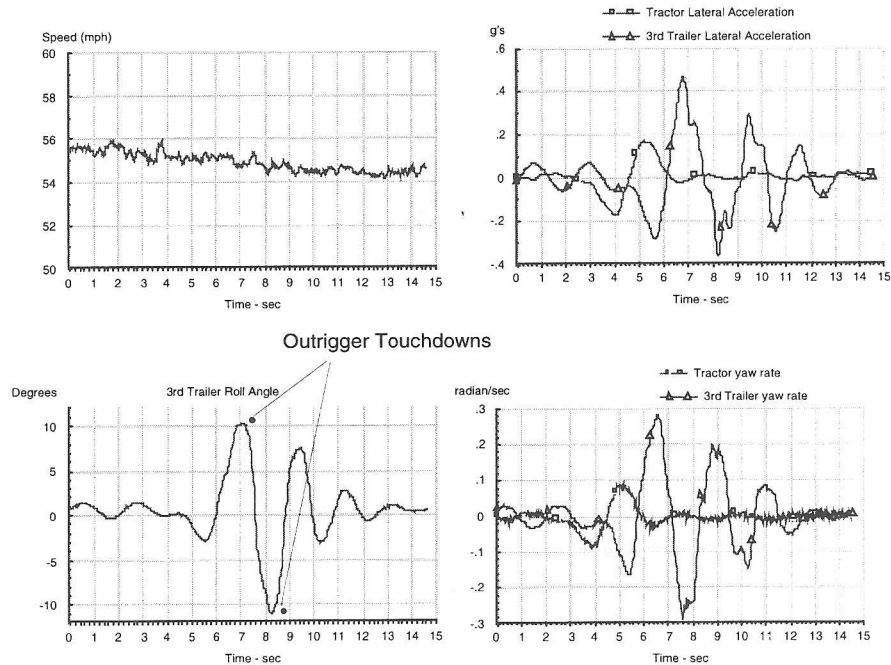 Speed (mph)
60
58
56
54
52
50
0 1 2 3 4 5 6 7 8 9 10 11 12 13 14 15
Time - sec
Tractor Lateral Acceleration
3rd Trailer Lateral Acceleration
g's
.6
.4
.2
0
-.2
-.4
0 1 2 3 4 5 6 7 8 9 10 11 12 13 14 15
Time - sec
Outrigger Touchdowns
Degrees
3rd Trailer Roll Angle
10
5
0
-5
-10
0 1 2 3 4 5 6 7 8 9 10 11 12 13 14 15
Time - sec
Tractor yaw rate
3rd Trailer yaw rate
radian/sec
.3
.2
.1
0
-.1
-.2
-.3
0 1 2 3 4 5 6 7 8 9 10 11 12 13 14 15
Time - sec